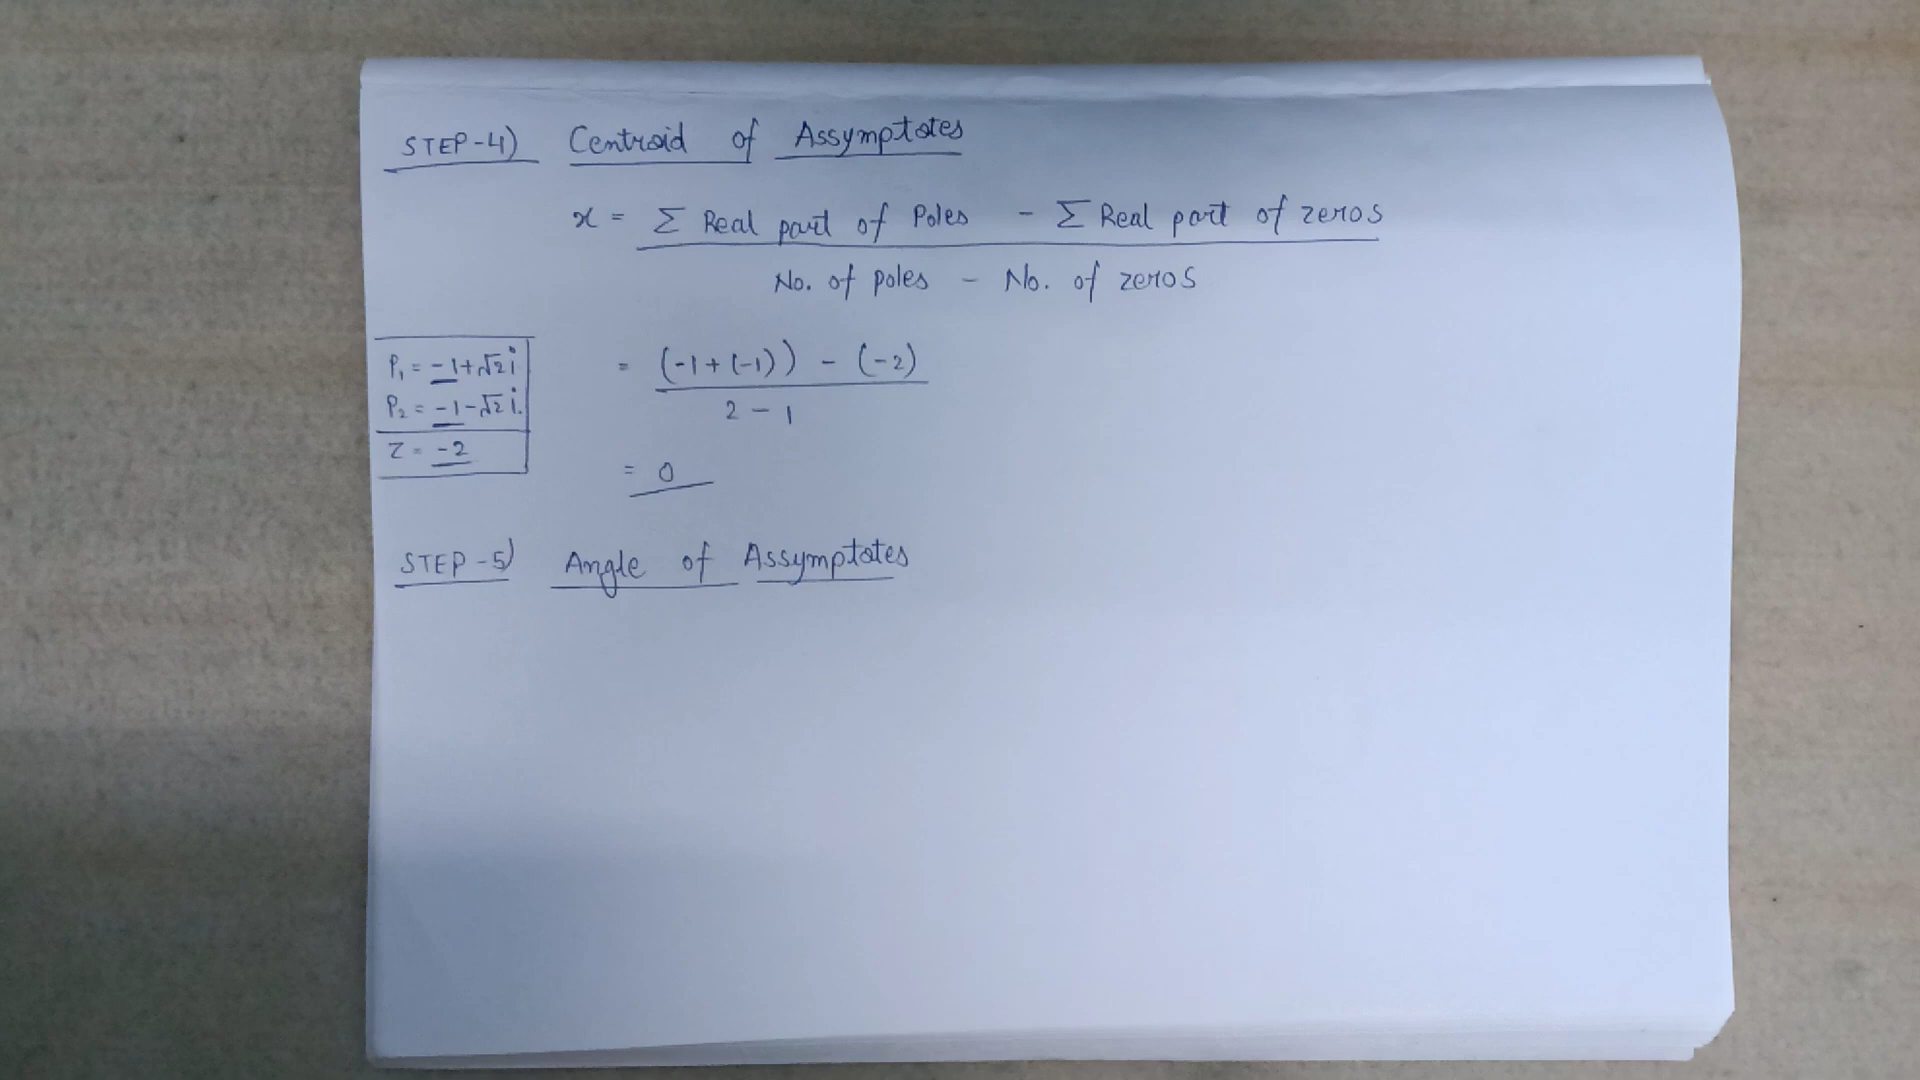 STEP-4) Centroid of Assymptotes
x = Σ Real part of Poles - Σ Real part of zeros
No. of poles - No. of zeros
P₁ = -1+√2i
P₂ = -1-√2i.
Z = -2
= (-1+(-1)) - (-2)
2 - 1
= 0
STEP-5) Angle of Assymptotes